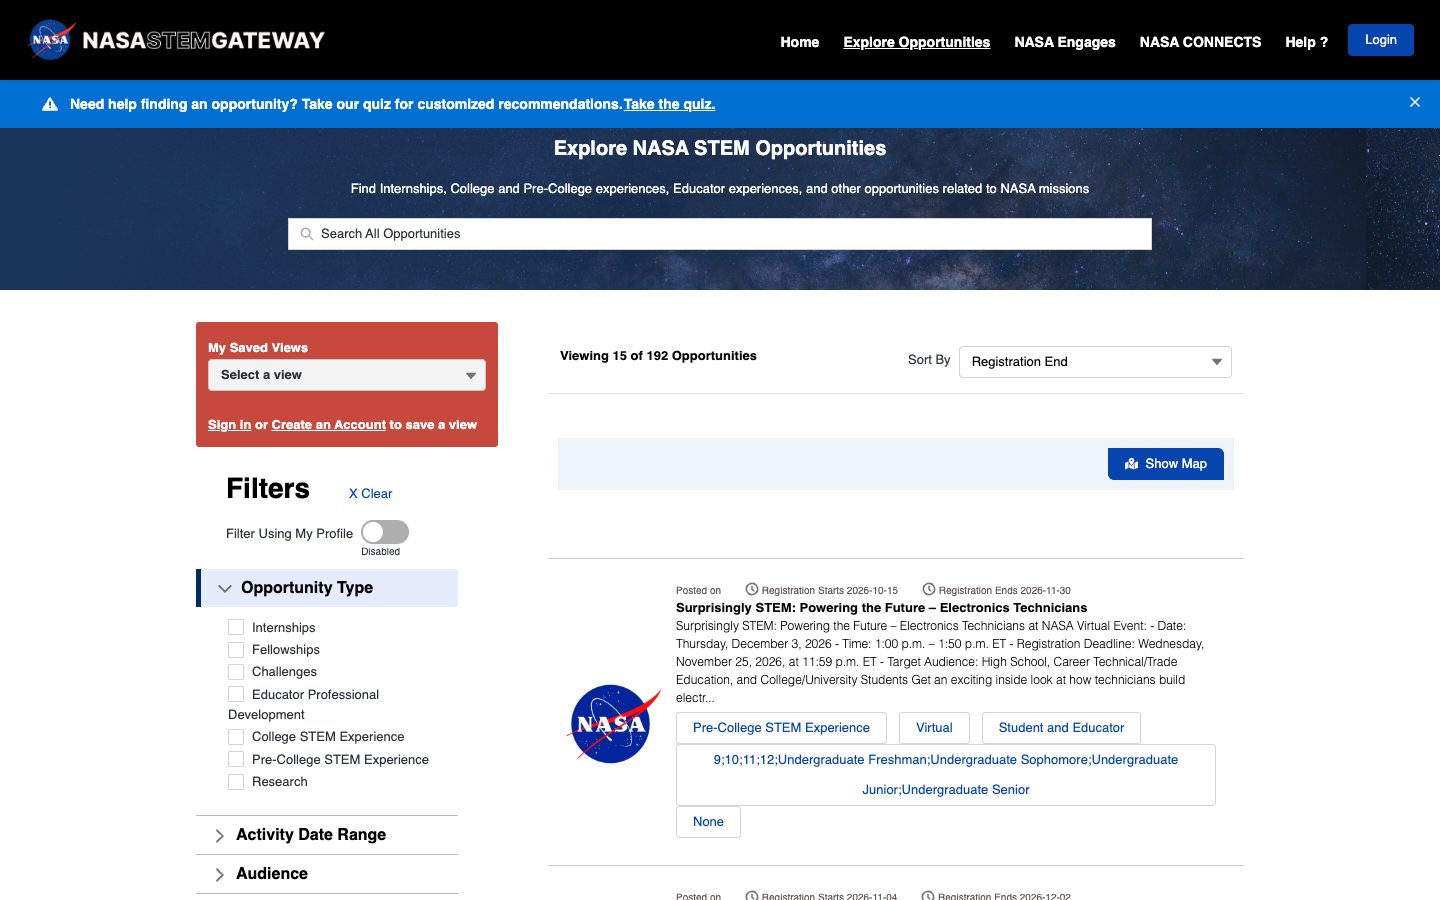 NASA
NASASTEMGATEWAY
Home
Explore Opportunities
NASA Engages
NASA CONNECTS
Help ?
Login
Need help finding an opportunity? Take our quiz for customized recommendations. Take the quiz.
Explore NASA STEM Opportunities
Find Internships, College and Pre-College experiences, Educator experiences, and other opportunities related to NASA missions
Search All Opportunities
My Saved Views
Select a view
Sign in or Create an Account to save a view
Filters
X Clear
Filter Using My Profile
Disabled
Opportunity Type
Internships
Fellowships
Challenges
Educator Professional
Development
College STEM Experience
Pre-College STEM Experience
Research
Activity Date Range
Audience
Viewing 15 of 192 Opportunities
Sort By
Registration End
Show Map
Posted on
Registration Starts 2026-10-15
Registration Ends 2026-11-30
Surprisingly STEM: Powering the Future – Electronics Technicians
Surprisingly STEM: Powering the Future – Electronics Technicians at NASA Virtual Event: - Date:
Thursday, December 3, 2026 - Time: 1:00 p.m. – 1:50 p.m. ET - Registration Deadline: Wednesday,
November 25, 2026, at 11:59 p.m. ET - Target Audience: High School, Career Technical/Trade
Education, and College/University Students Get an exciting inside look at how technicians build
electr...
NASA
Pre-College STEM Experience
Virtual
Student and Educator
9;10;11;12;Undergraduate Freshman;Undergraduate Sophomore;Undergraduate
Junior;Undergraduate Senior
None
Posted on
Registration Starts 2026-11-04
Registration Ends 2026-12-02